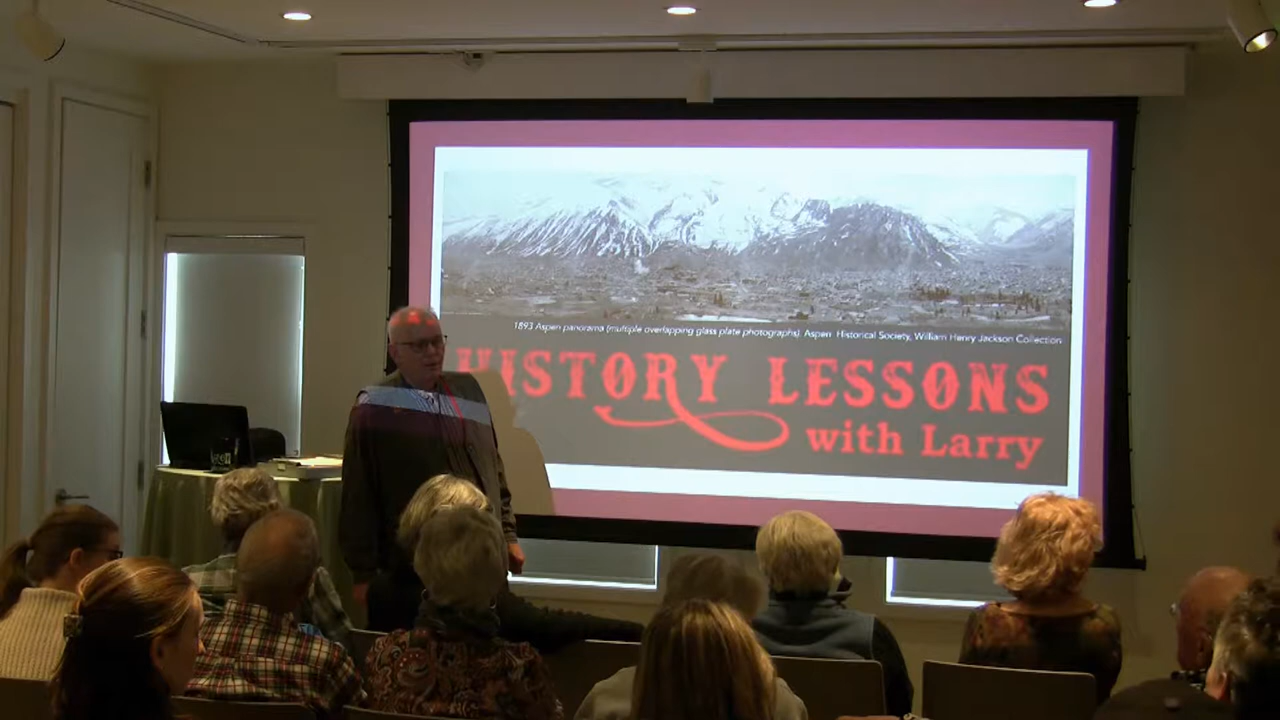 1893 Aspen panorama (multiple overlapping glass plate photographs). Aspen Historical Society, William Henry Jackson Collection
HISTORY LESSONS
with Larry